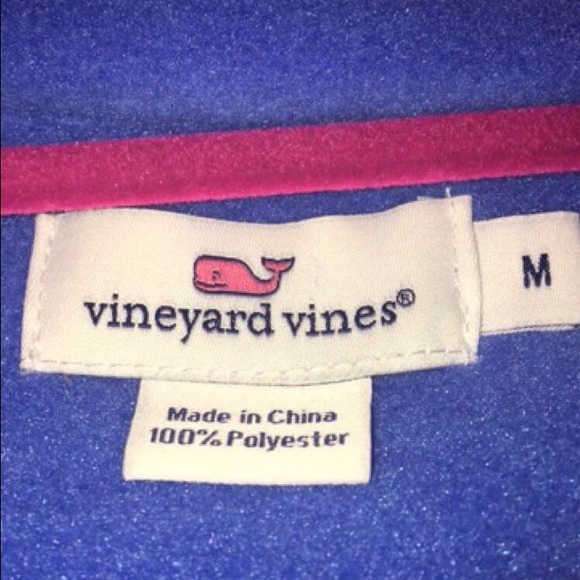 vineyard vines®
M
Made in China
100% Polyester